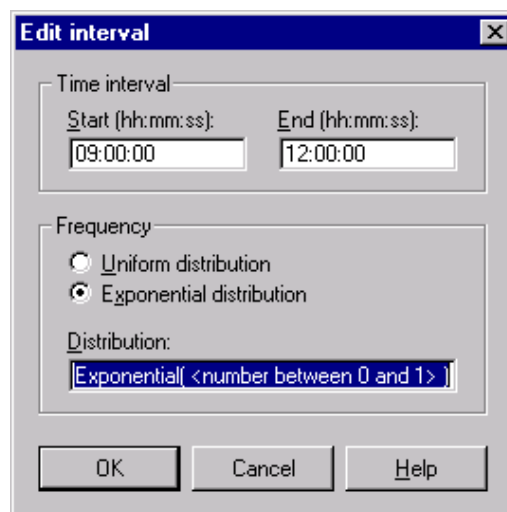 Edit interval
Time interval
Start (hh:mm:ss): End (hh:mm:ss):
09:00:00 12:00:00
Frequency
Uniform distribution
Exponential distribution
Distribution:
Exponential( <number between 0 and 1> )
OK Cancel Help